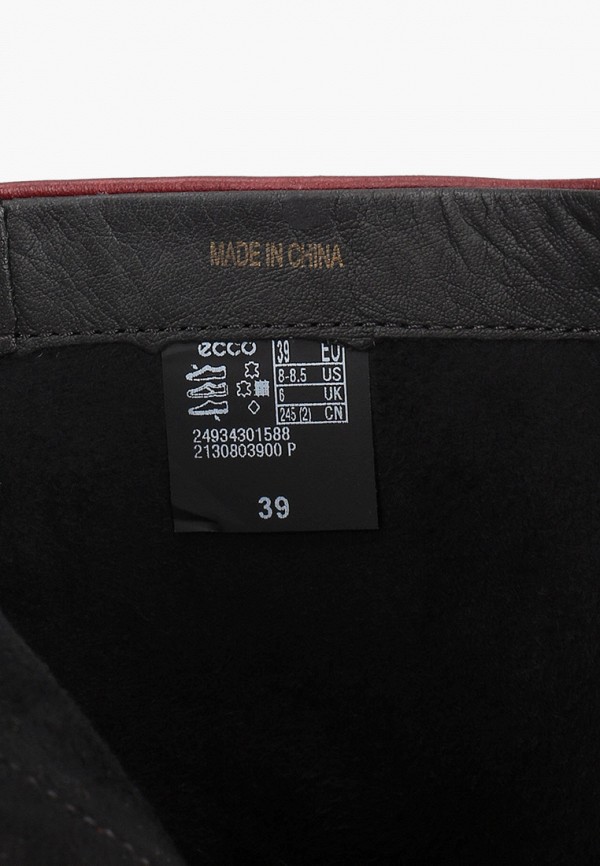 MADE IN CHINA
ecco 39 EU
8-8.5 US
6 UK
245 (2) CN
24934301588
2130803900 P
39